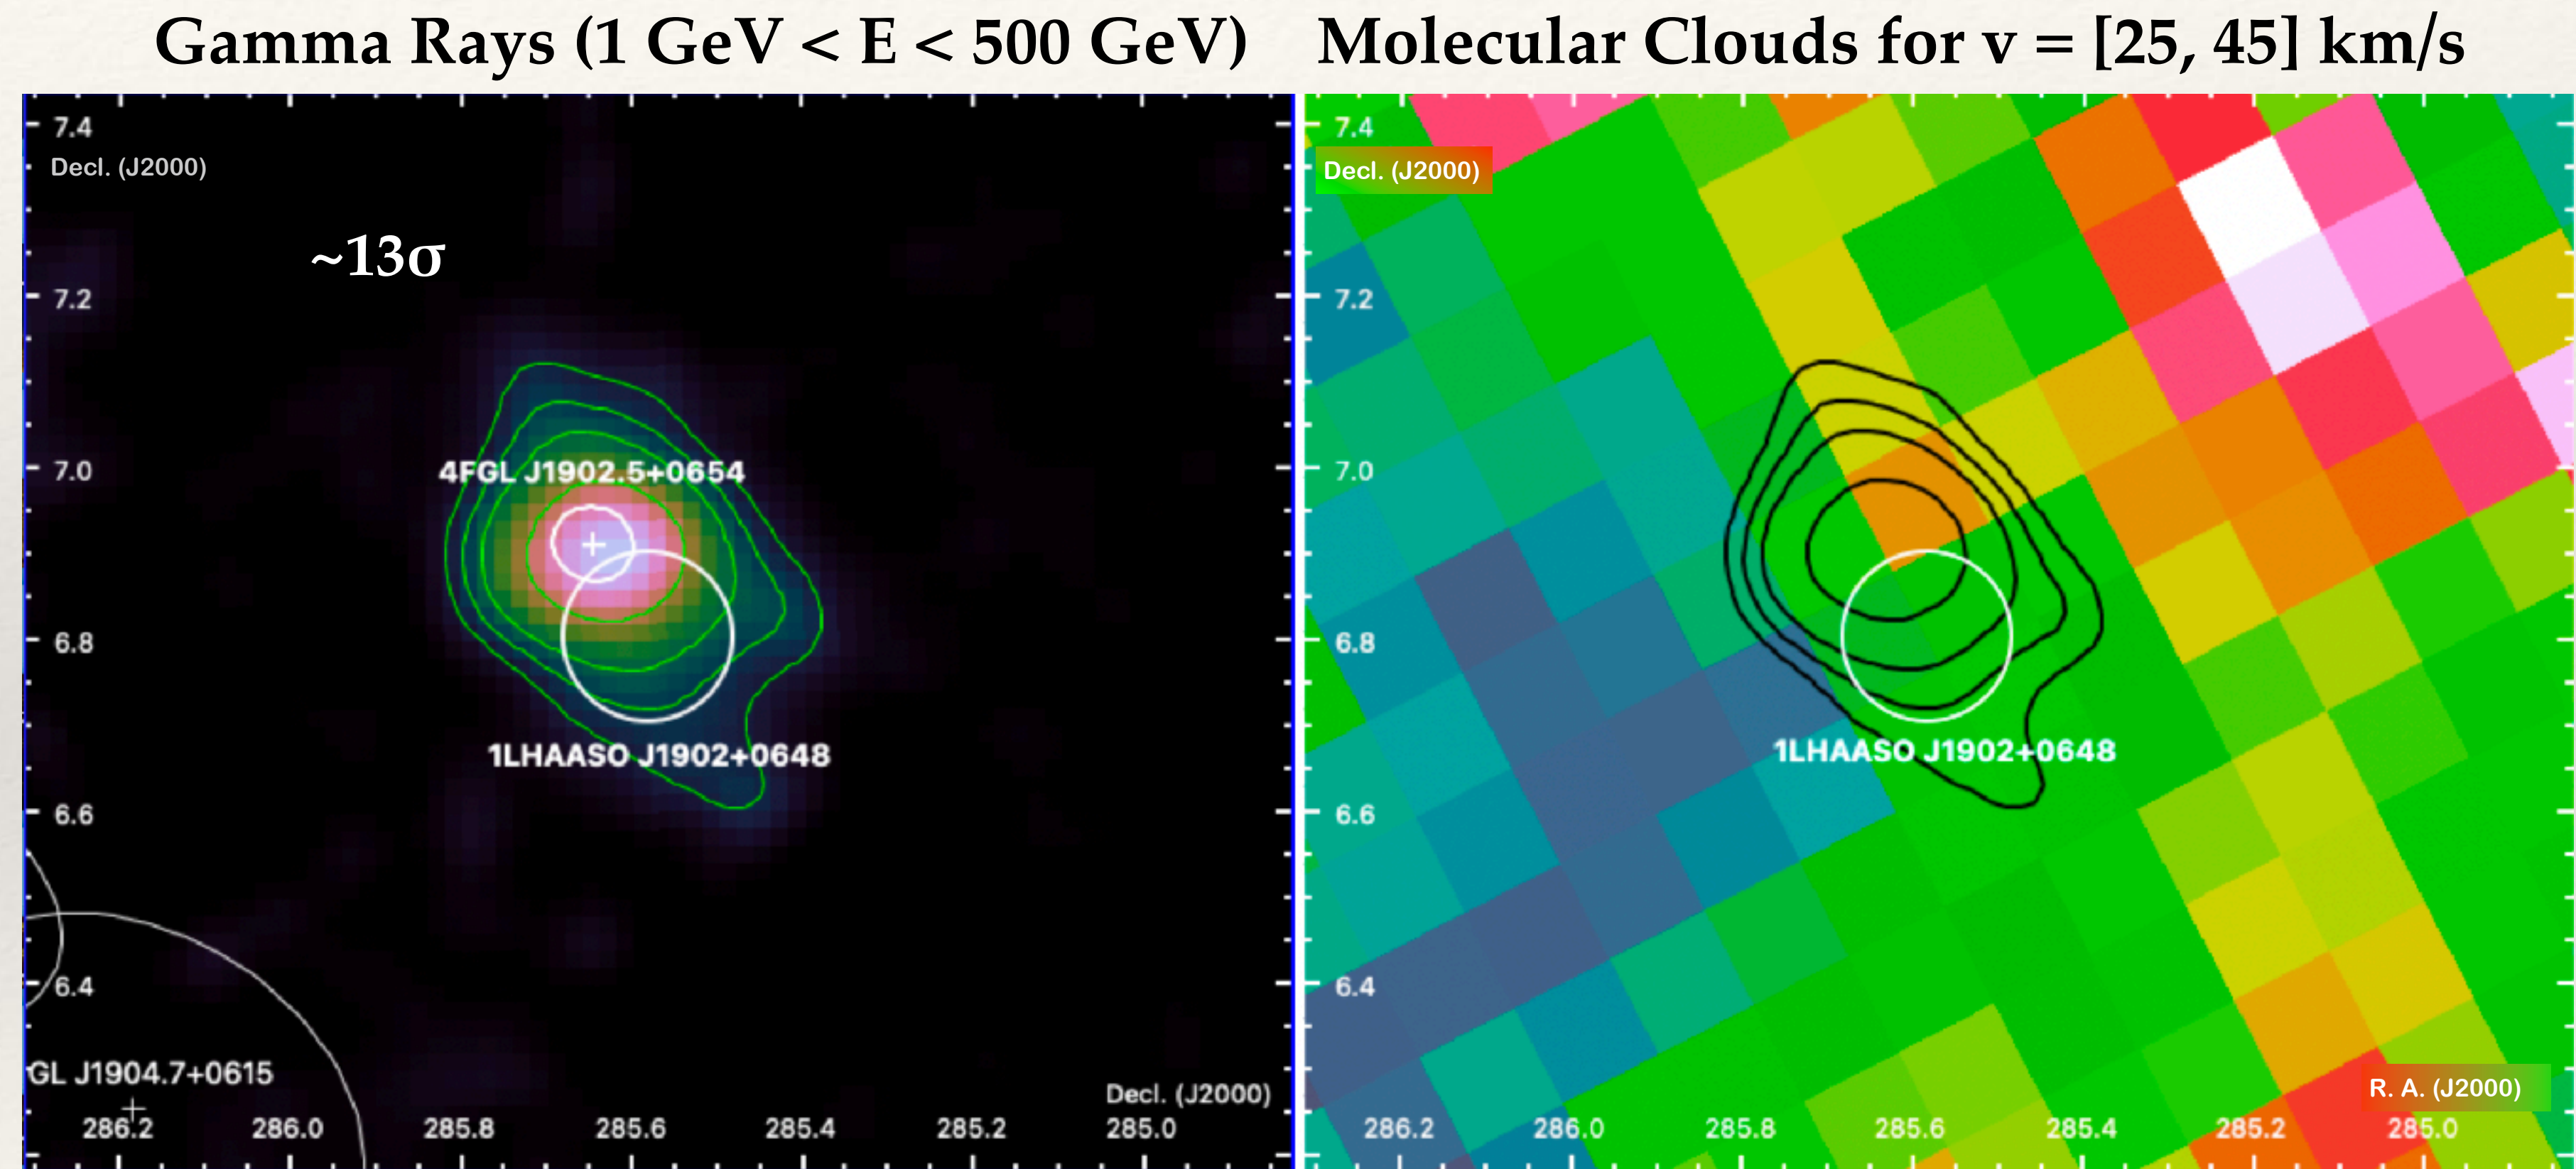 Gamma Rays (1 GeV < E < 500 GeV)
Molecular Clouds for v = [25, 45] km/s
7.4
Decl. (J2000)
~13σ
7.2
7.0
4FGL J1902.5+0654
6.8
1LHAASO J1902+0648
6.6
6.4
GL J1904.7+0615
Decl. (J2000)
286.2 286.0 285.8 285.6 285.4 285.2 285.0
7.4
Decl. (J2000)
7.2
7.0
6.8
1LHAASO J1902+0648
6.6
6.4
R. A. (J2000)
286.2 286.0 285.8 285.6 285.4 285.2 285.0